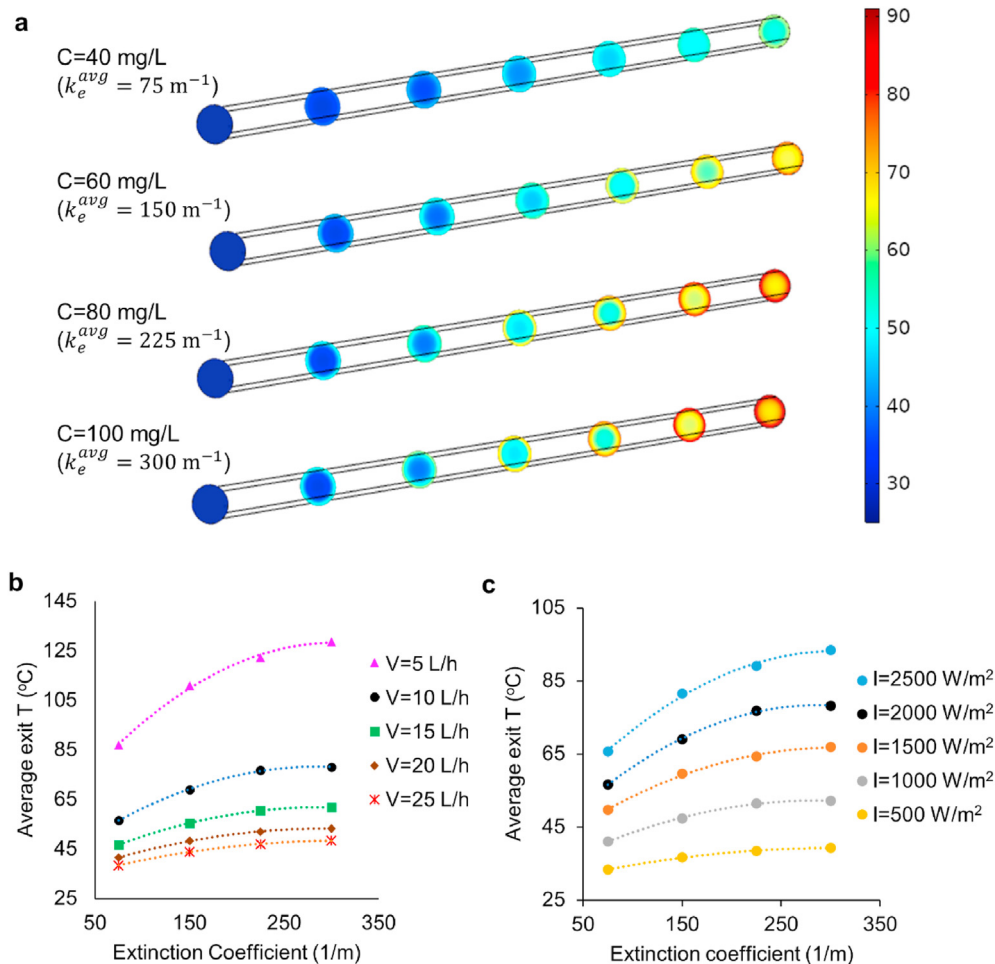 a
C=40 mg/L
(k_e^{avg} = 75 m⁻¹)
C=60 mg/L
(k_e^{avg} = 150 m⁻¹)
C=80 mg/L
(k_e^{avg} = 225 m⁻¹)
C=100 mg/L
(k_e^{avg} = 300 m⁻¹)
90
80
70
60
50
40
30
b
145
125
105
85
65
45
25
50
150
250
350
Average exit T (°C)
Extinction Coefficient (1/m)
V=5 L/h
V=10 L/h
V=15 L/h
V=20 L/h
V=25 L/h
c
105
85
65
45
25
50
150
250
350
Average exit T (°C)
Extinction coefficient (1/m)
I=2500 W/m²
I=2000 W/m²
I=1500 W/m²
I=1000 W/m²
I=500 W/m²